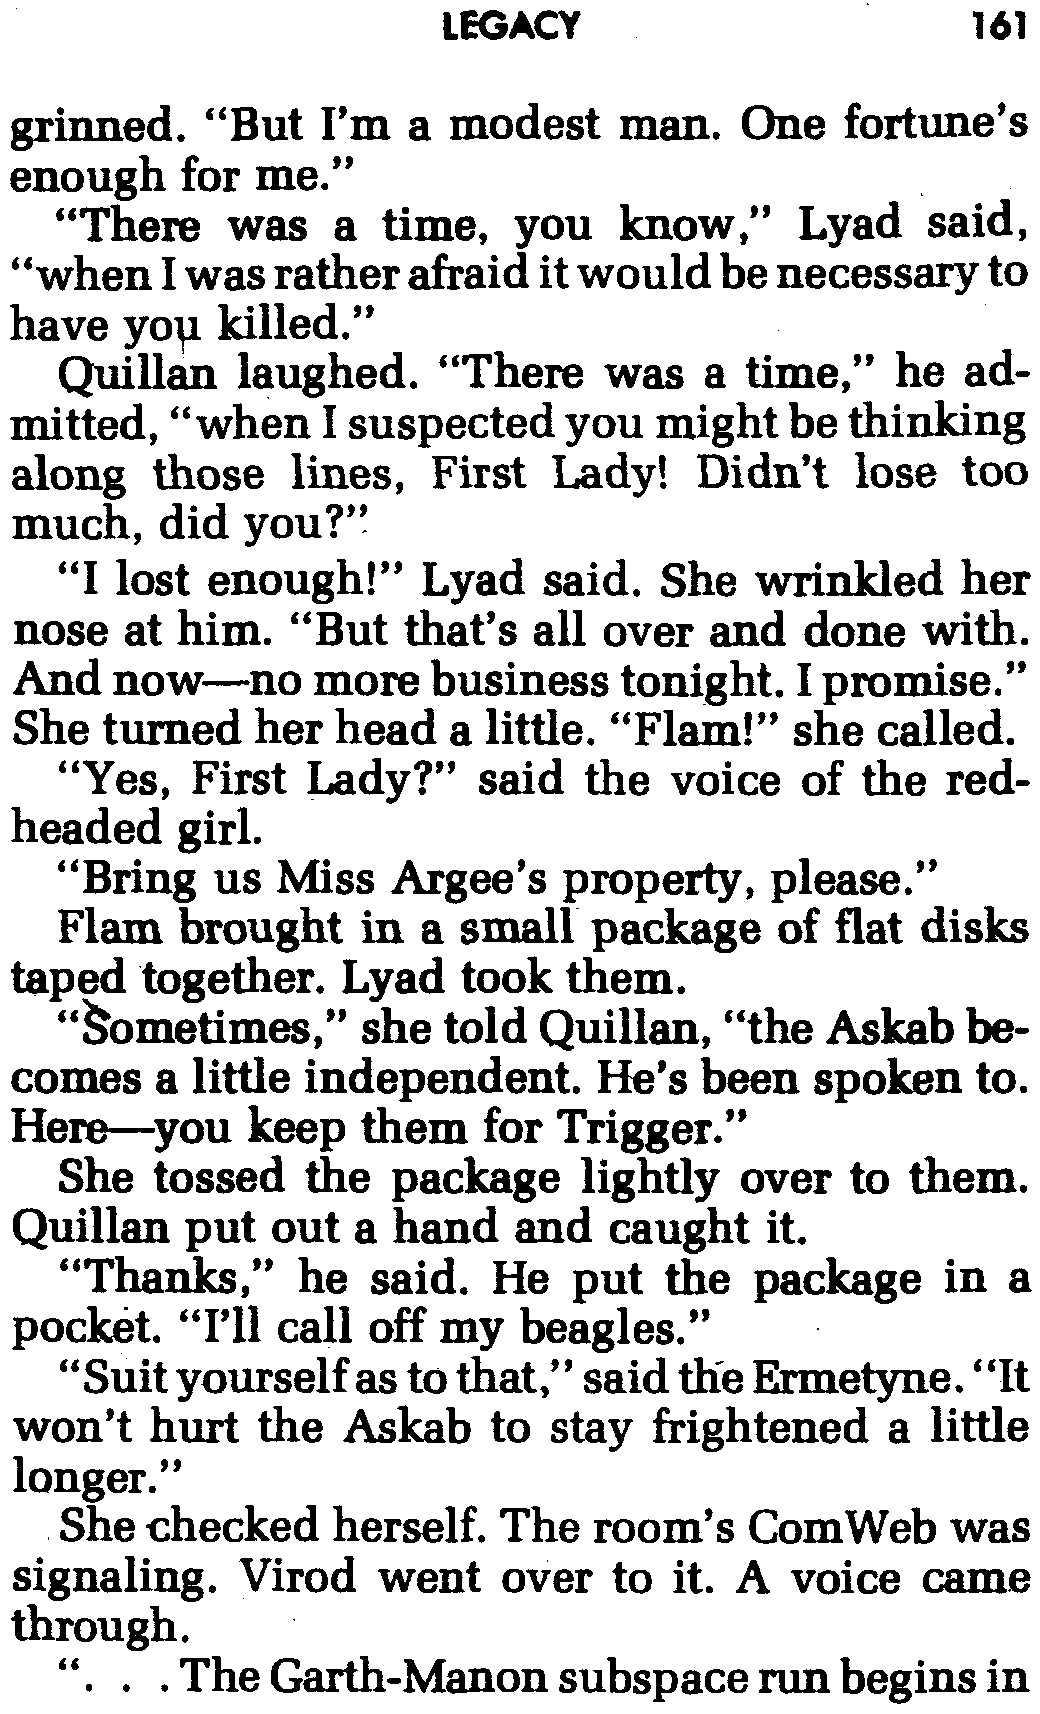 LEGACY 161
grinned. “But I’m a modest man. One fortune’s
enough for me.”
“There was a time, you know,” Lyad said,
“when I was rather afraid it would be necessary to
have you killed.”
Quillan laughed. “There was a time,” he ad-
mitted, “when I suspected you might be thinking
along those lines, First Lady! Didn’t lose too
much, did you?”
“I lost enough!” Lyad said. She wrinkled her
nose at him. “But that’s all over and done with.
And now—no more business tonight. I promise.”
She turned her head a little. “Flam!” she called.
“Yes, First Lady?” said the voice of the red-
headed girl.
“Bring us Miss Argee’s property, please.”
Flam brought in a small package of flat disks
taped together. Lyad took them.
“Sometimes,” she told Quillan, “the Askab be-
comes a little independent. He’s been spoken to.
Here—you keep them for Trigger.”
She tossed the package lightly over to them.
Quillan put out a hand and caught it.
“Thanks,” he said. He put the package in a
pocket. “I’ll call off my beagles.”
“Suit yourself as to that,” said the Ermetyne. “It
won’t hurt the Askab to stay frightened a little
longer.”
She checked herself. The room’s ComWeb was
signaling. Virod went over to it. A voice came
through.
“. . . The Garth-Manon subspace run begins in